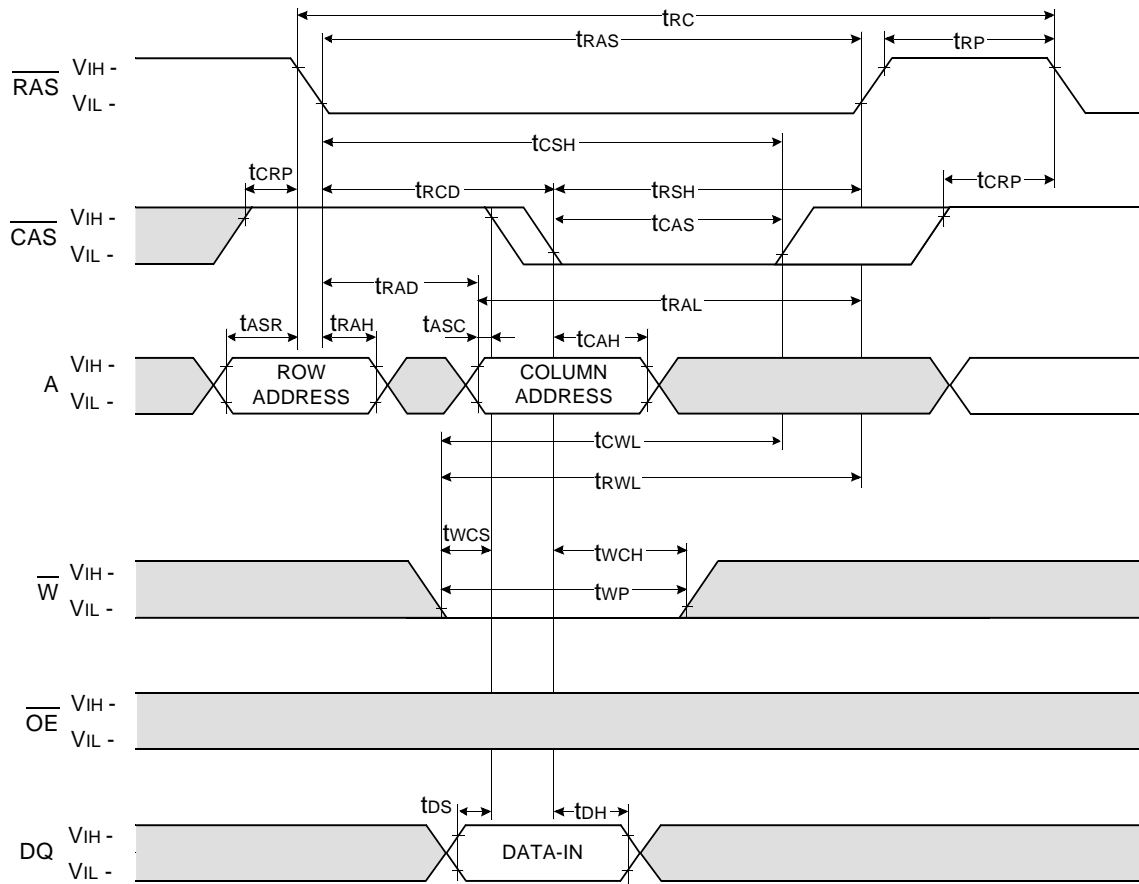 tRC
tRAS
tRP
RAS
VIH -
VIL -
tCSH
tCRP
tRCD
tRSH
tCRP
CAS
VIH -
VIL -
tCAS
tRAD
tRAL
tASR
tRAH
tASC
tCAH
A
VIH -
VIL -
ROW
ADDRESS
COLUMN
ADDRESS
tCWL
tRWL
tWCS
tWCH
W
VIH -
VIL -
tWP
OE
VIH -
VIL -
tDS
tDH
DQ
VIH -
VIL -
DATA-IN